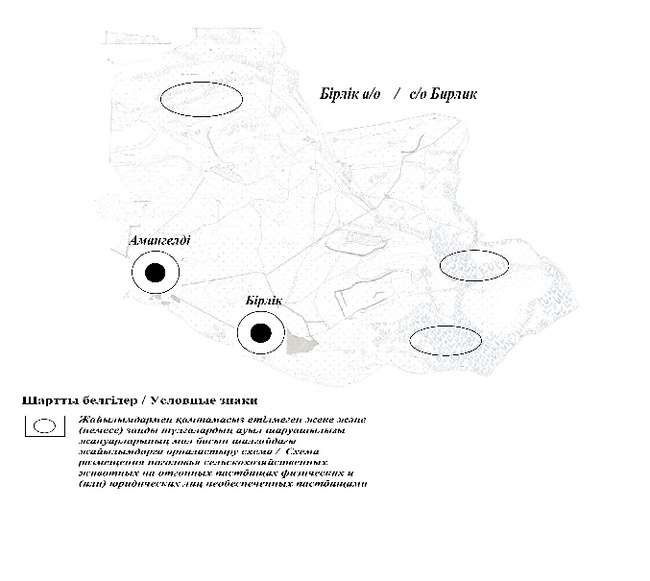 Бірлік а/о / с/о Бирлик
Амангелді
Бірлік
Шартты белгілер / Условные знаки
Жайылымдармен қамтамасыз етілмеген жеке және
(немесе) заңды тұлғалардың ауыл шаруашылығы
жануарларының мал басын шалғайдағы
жайылымдарға орналастыру схема / Схема
размещения поголовья сельскохозяйственных
животных на отгонных пастбищах физических и
(или) юридических лиц необеспеченных пастбищами